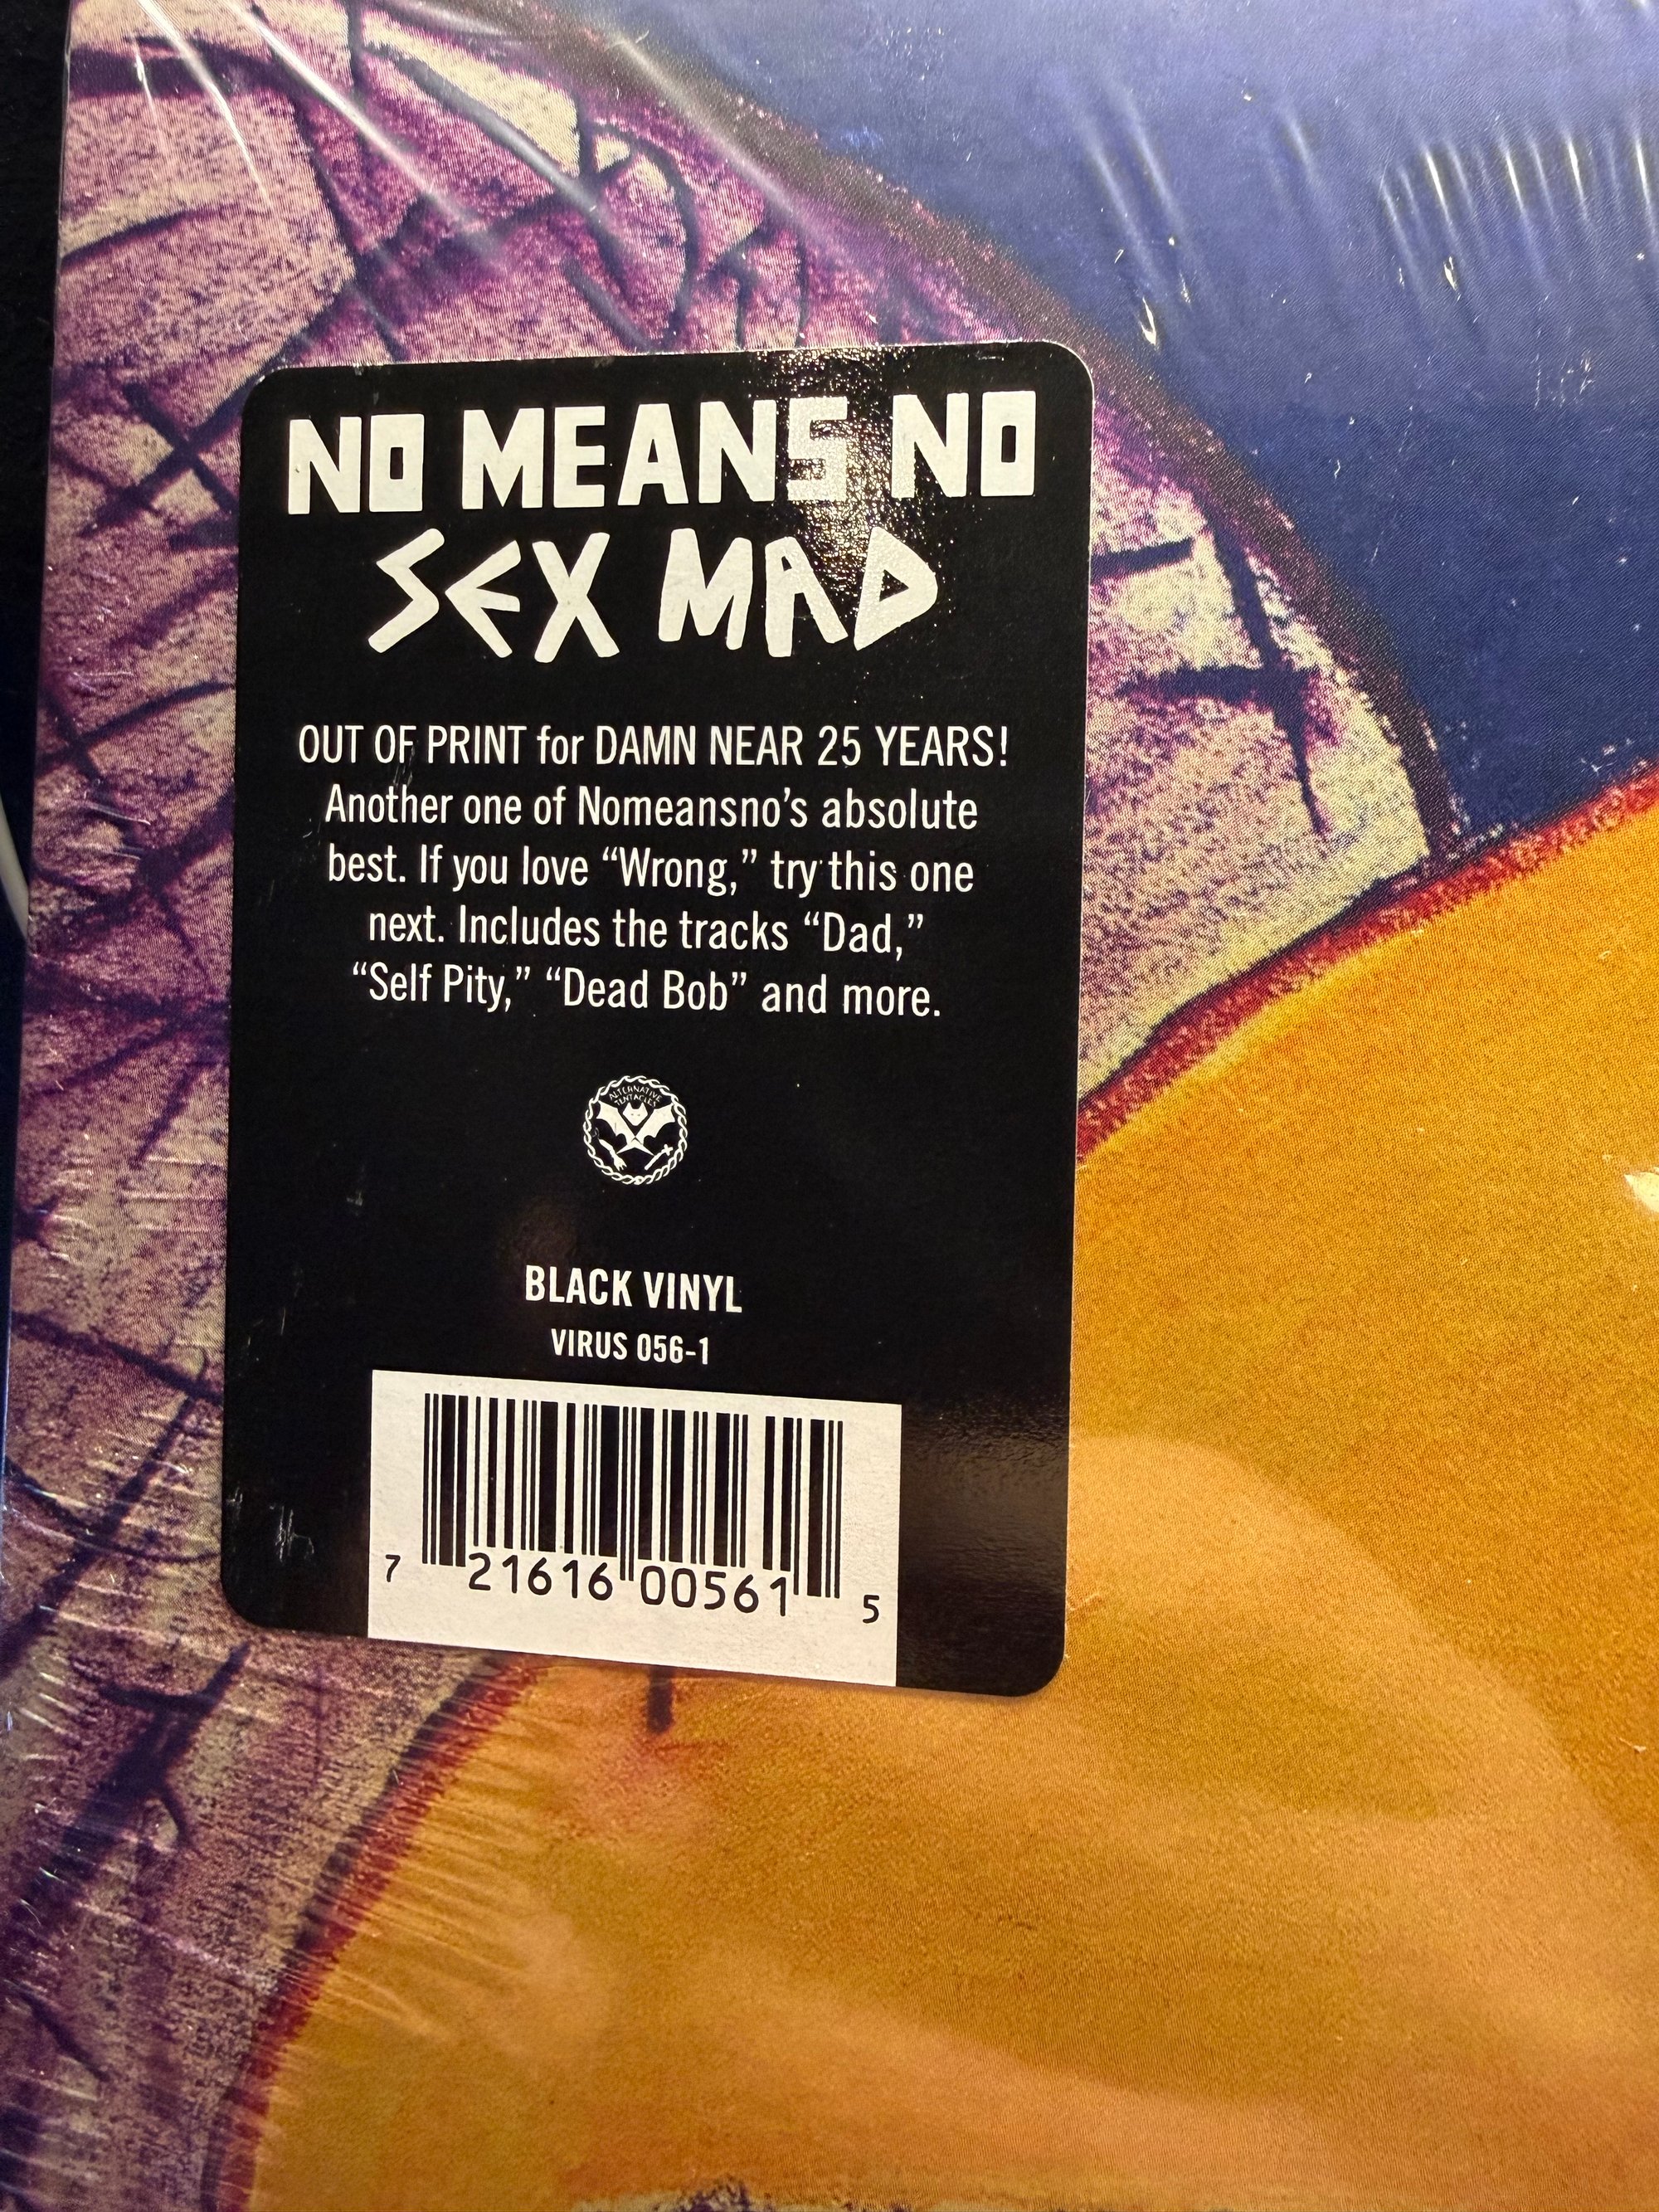 NO MEANS NO
SEX MAD
OUT OF PRINT for DAMN NEAR 25 YEARS!
Another one of Nomeansno’s absolute
best. If you love “Wrong,” try this one
next. Includes the tracks “Dad,”
“Self Pity,” “Dead Bob” and more.
ALTERNATIVE
TENTACLES
BLACK VINYL
VIRUS 056-1
7 21616 00561 5